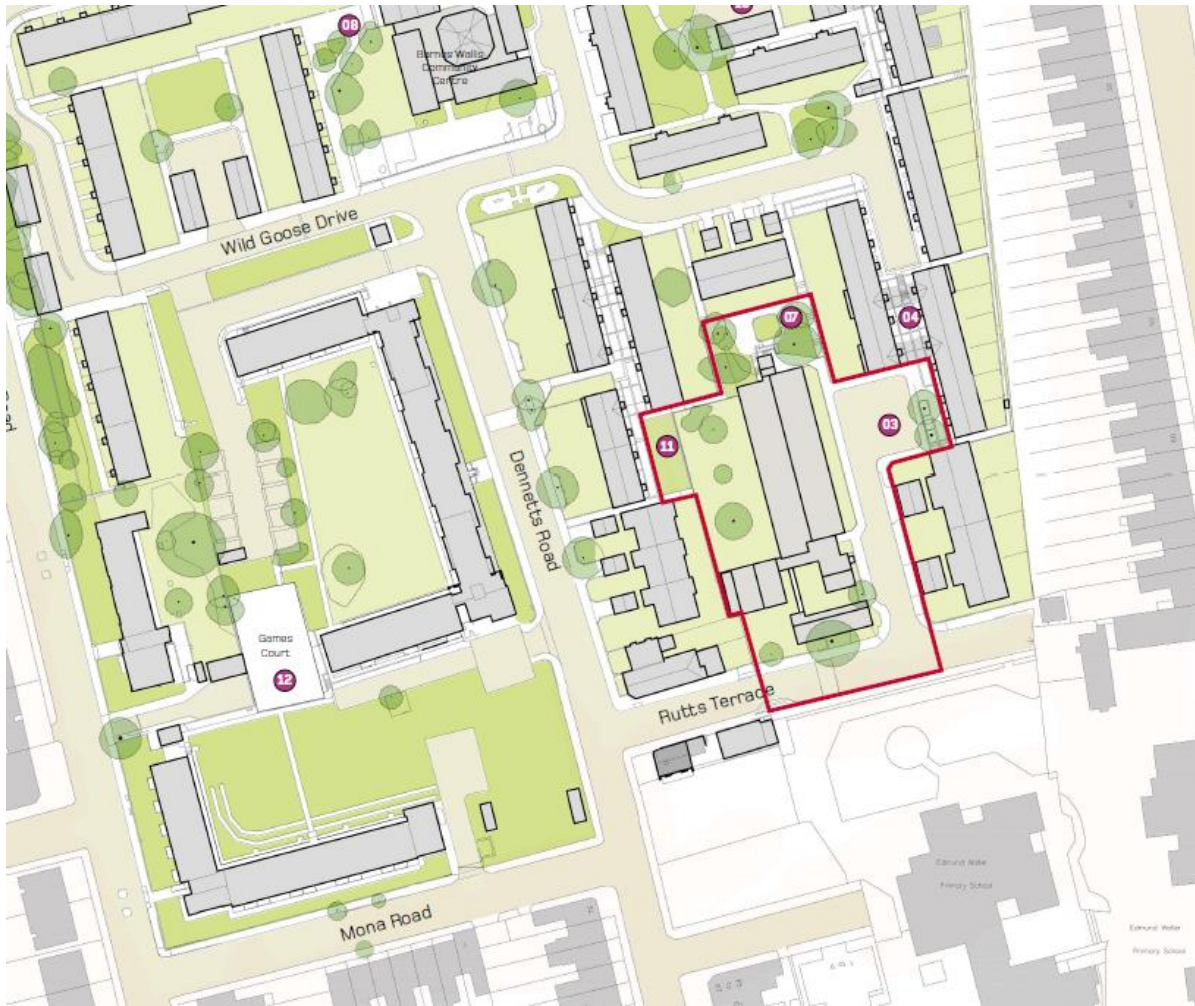 08
Barnes Wallis
Community
Centre
Wild Goose Drive
07
04
03
11
Dennetts Road
Games
Court
12
Rutts Terrace
Mona Road
Edmund Waller
Primary School
Edmund Waller
Primary School